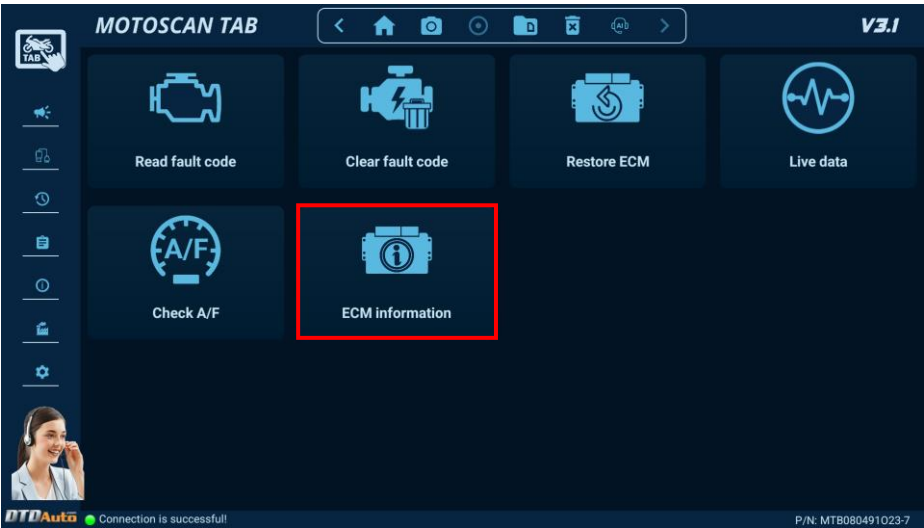 MOTOSCAN TAB
V3.1
TAB
AI
D
Read fault code
Clear fault code
Restore ECM
Live data
A/F
Check A/F
ECM information
DTDAuto
Connection is successful!
P/N: MTB080491O23-7